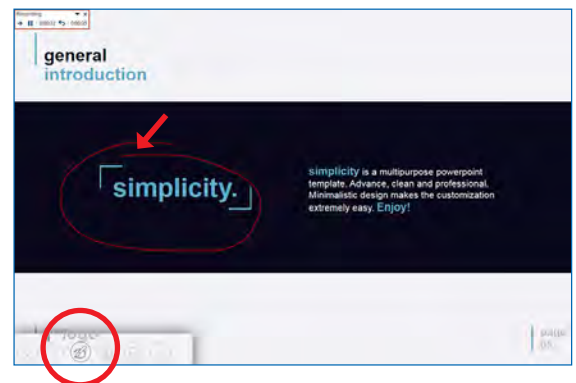 Recording
general
introduction
simplicity.
simplicity is a multipurpose powerpoint
template. Advance, clean and professional.
Minimalistic design makes the customization
extremely easy. Enjoy!